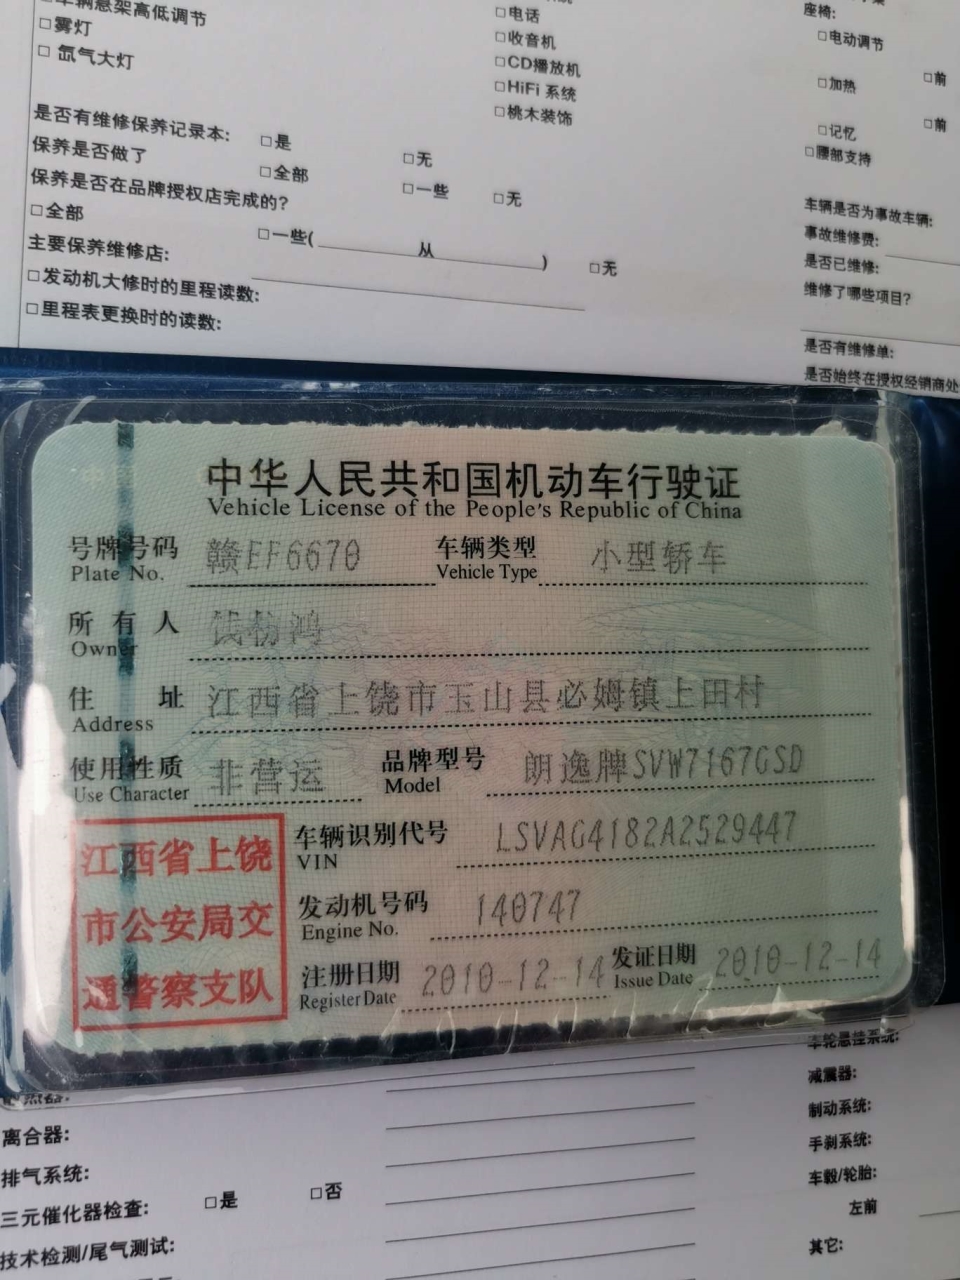 车辆悬架高低调节
□雾灯
□ 氙气大灯
□电话
□收音机
□CD播放机
□HiFi 系统
□桃木装饰
座椅:
□电动调节
□前
□加热
□前
□记忆
□腰部支持
是否有维修保养记录本: □是 □无
保养是否做了 □全部 □一些 □无
保养是否在品牌授权店完成的?
□全部 □一些( 从 ) □无
主要保养维修店:
□发动机大修时的里程读数:
□里程表更换时的读数:
车辆是否为事故车辆:
事故维修费:
是否已维修:
维修了哪些项目?
是否有维修单:
是否始终在授权经销商处
中华人民共和国机动车行驶证
Vehicle License of the People's Republic of China
号牌号码 赣EF6670 车辆类型 小型轿车
Plate No. Vehicle Type
所有人 钱 鸿
Owner
住址 江西省上饶市玉山县必姆镇上田村
Address
使用性质 非营运 品牌型号 朗逸牌SVW7167GSD
Use Character Model
江西省上饶
市公安局交
通警察支队
车辆识别代号 LSVAG4182A2529447
VIN
发动机号码 140747
Engine No.
注册日期 2010-12-14 发证日期 2010-12-14
Register Date Issue Date
离合器:
排气系统:
三元催化器检查: □是 □否
技术检测/尾气测试:
车轮悬挂系统:
减震器:
制动系统:
手刹系统:
车毂/轮胎:
左前
其它: